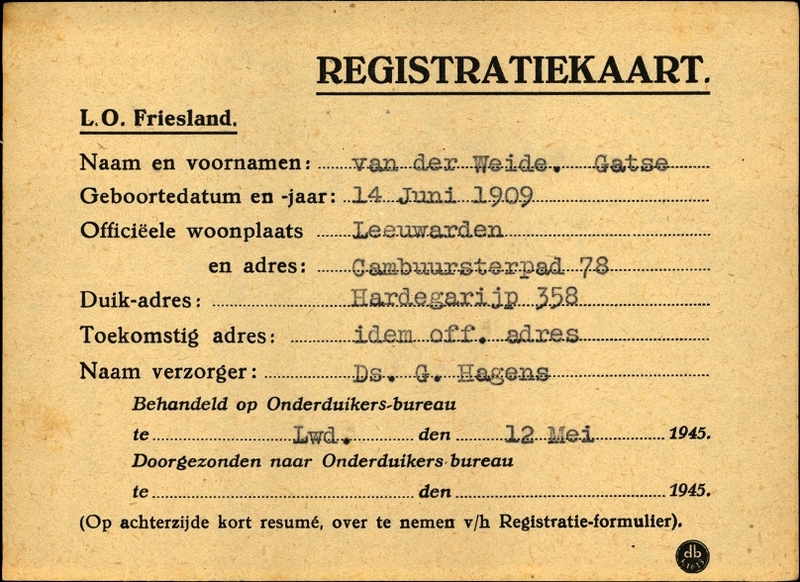 REGISTRATIEKAART.
L.O. Friesland.
Naam en voornamen: van der Weide. Gatse
Geboortedatum en -jaar: 14 Juni 1909
Officiëele woonplaats Leeuwarden
en adres: Cambuursterpad 78
Duik-adres: Hardegarijp 358
Toekomstig adres: idem off. adres
Naam verzorger: Ds. G. Hagens
Behandeld op Onderduikers-bureau
te Lwd. den 12 Mei 1945.
Doorgezonden naar Onderduikers-bureau
te den 1945.
(Op achterzijde kort resumé, over te nemen v/h Registratie-formulier).
db